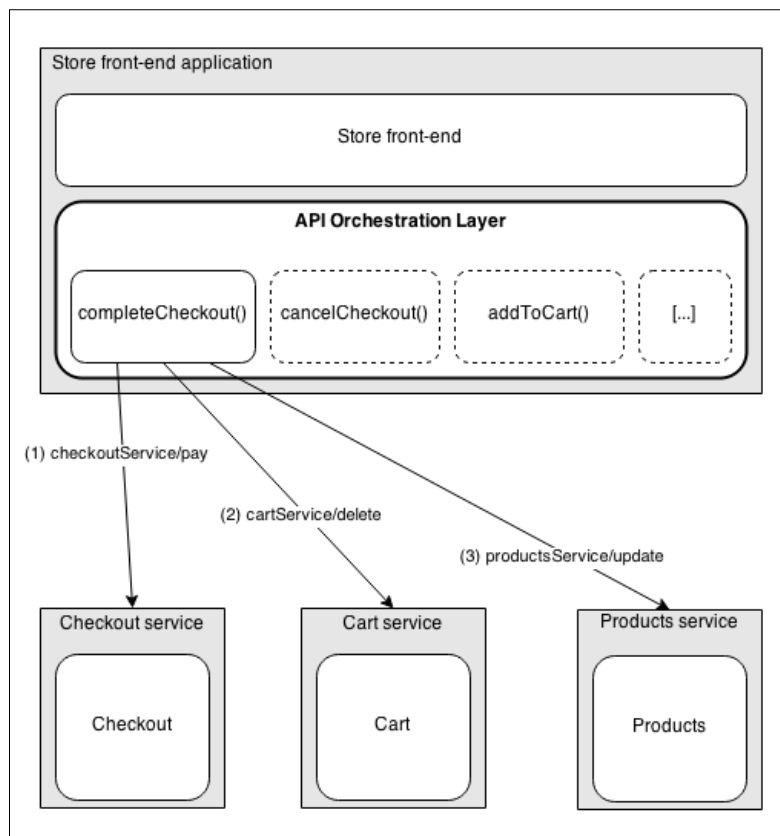 Store front-end application
Store front-end
API Orchestration Layer
completeCheckout()
cancelCheckout()
addToCart()
[...]
(1) checkoutService/pay
(2) cartService/delete
(3) productsService/update
Checkout service
Cart service
Products service
Checkout
Cart
Products